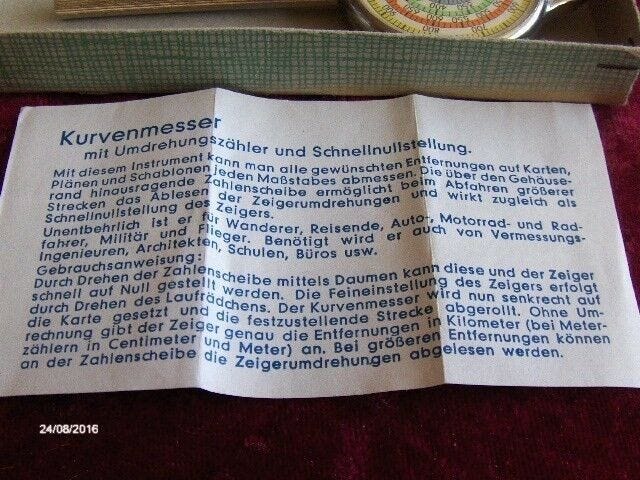 Kurvenmesser
mit Umdrehungszähler und Schnellnullstellung.
Mit diesem Instrument kann man alle gewünschten Entfernungen auf Karten,
Plänen und Schablonen jeden Maßstabes abmessen. Die über den Gehäuse-
rand hinausragende Zahlenscheibe ermöglicht beim Abfahren größerer
Strecken das Ablesen der Zeigerumdrehungen und wirkt zugleich als
Schnellnullstellung des Zeigers.
Unentbehrlich ist er für Wanderer, Reisende, Auto-, Motorrad- und Rad-
fahrer, Militär und Flieger. Benötigt wird er auch von Vermessungs-
Ingenieuren, Architekten, Schulen, Büros usw.
Gebrauchsanweisung:
Durch Drehen der Zahlenscheibe mittels Daumen kann diese und der Zeiger
schnell auf Null gestellt werden. Die Feineinstellung des Zeigers erfolgt
durch Drehen des Laufrädchens. Der Kurvenmesser wird nun senkrecht auf
die Karte gesetzt und die festzustellende Strecke abgerollt. Ohne Um-
rechnung gibt der Zeiger genau die Entfernungen in Kilometer (bei Meter-
zählern in Centimeter und Meter) an. Bei größeren Entfernungen können
an der Zahlenscheibe die Zeigerumdrehungen abgelesen werden.
24/08/2016